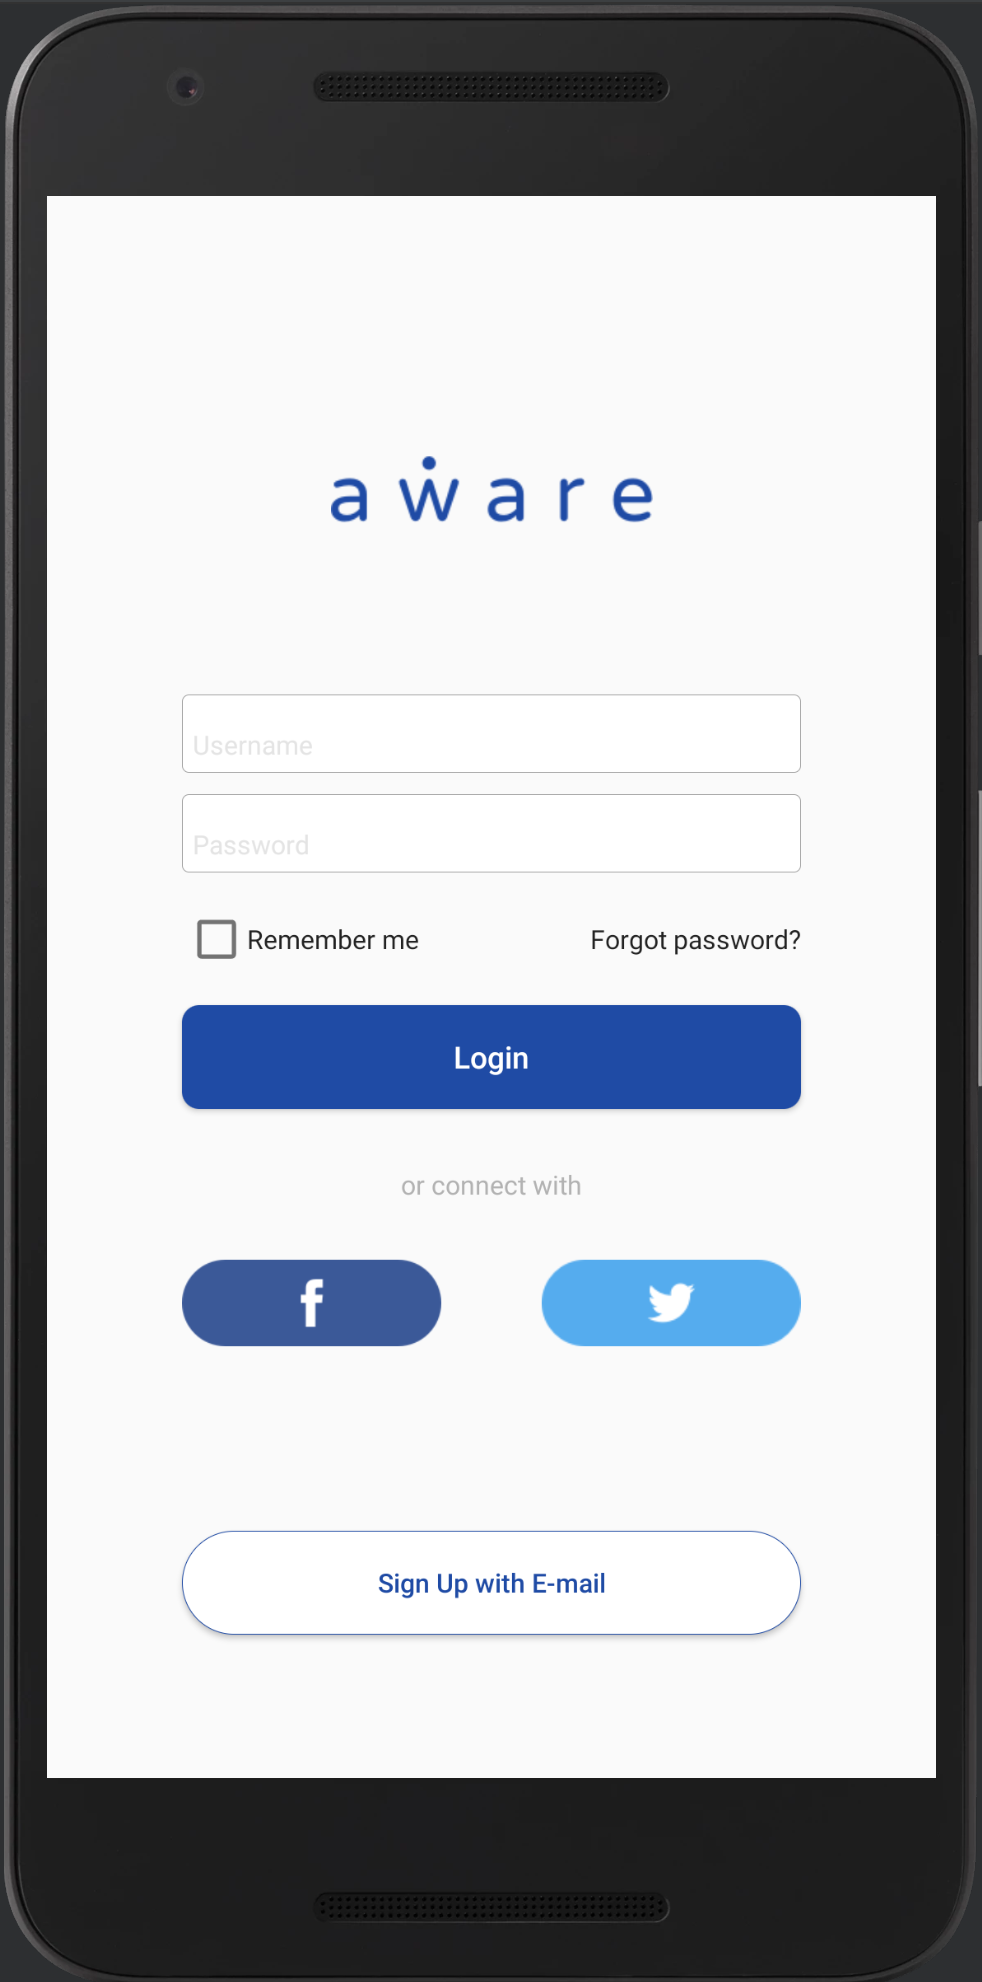 aware
Username
Password
Remember me Forgot password?
Login
or connect with
f
Sign Up with E-mail